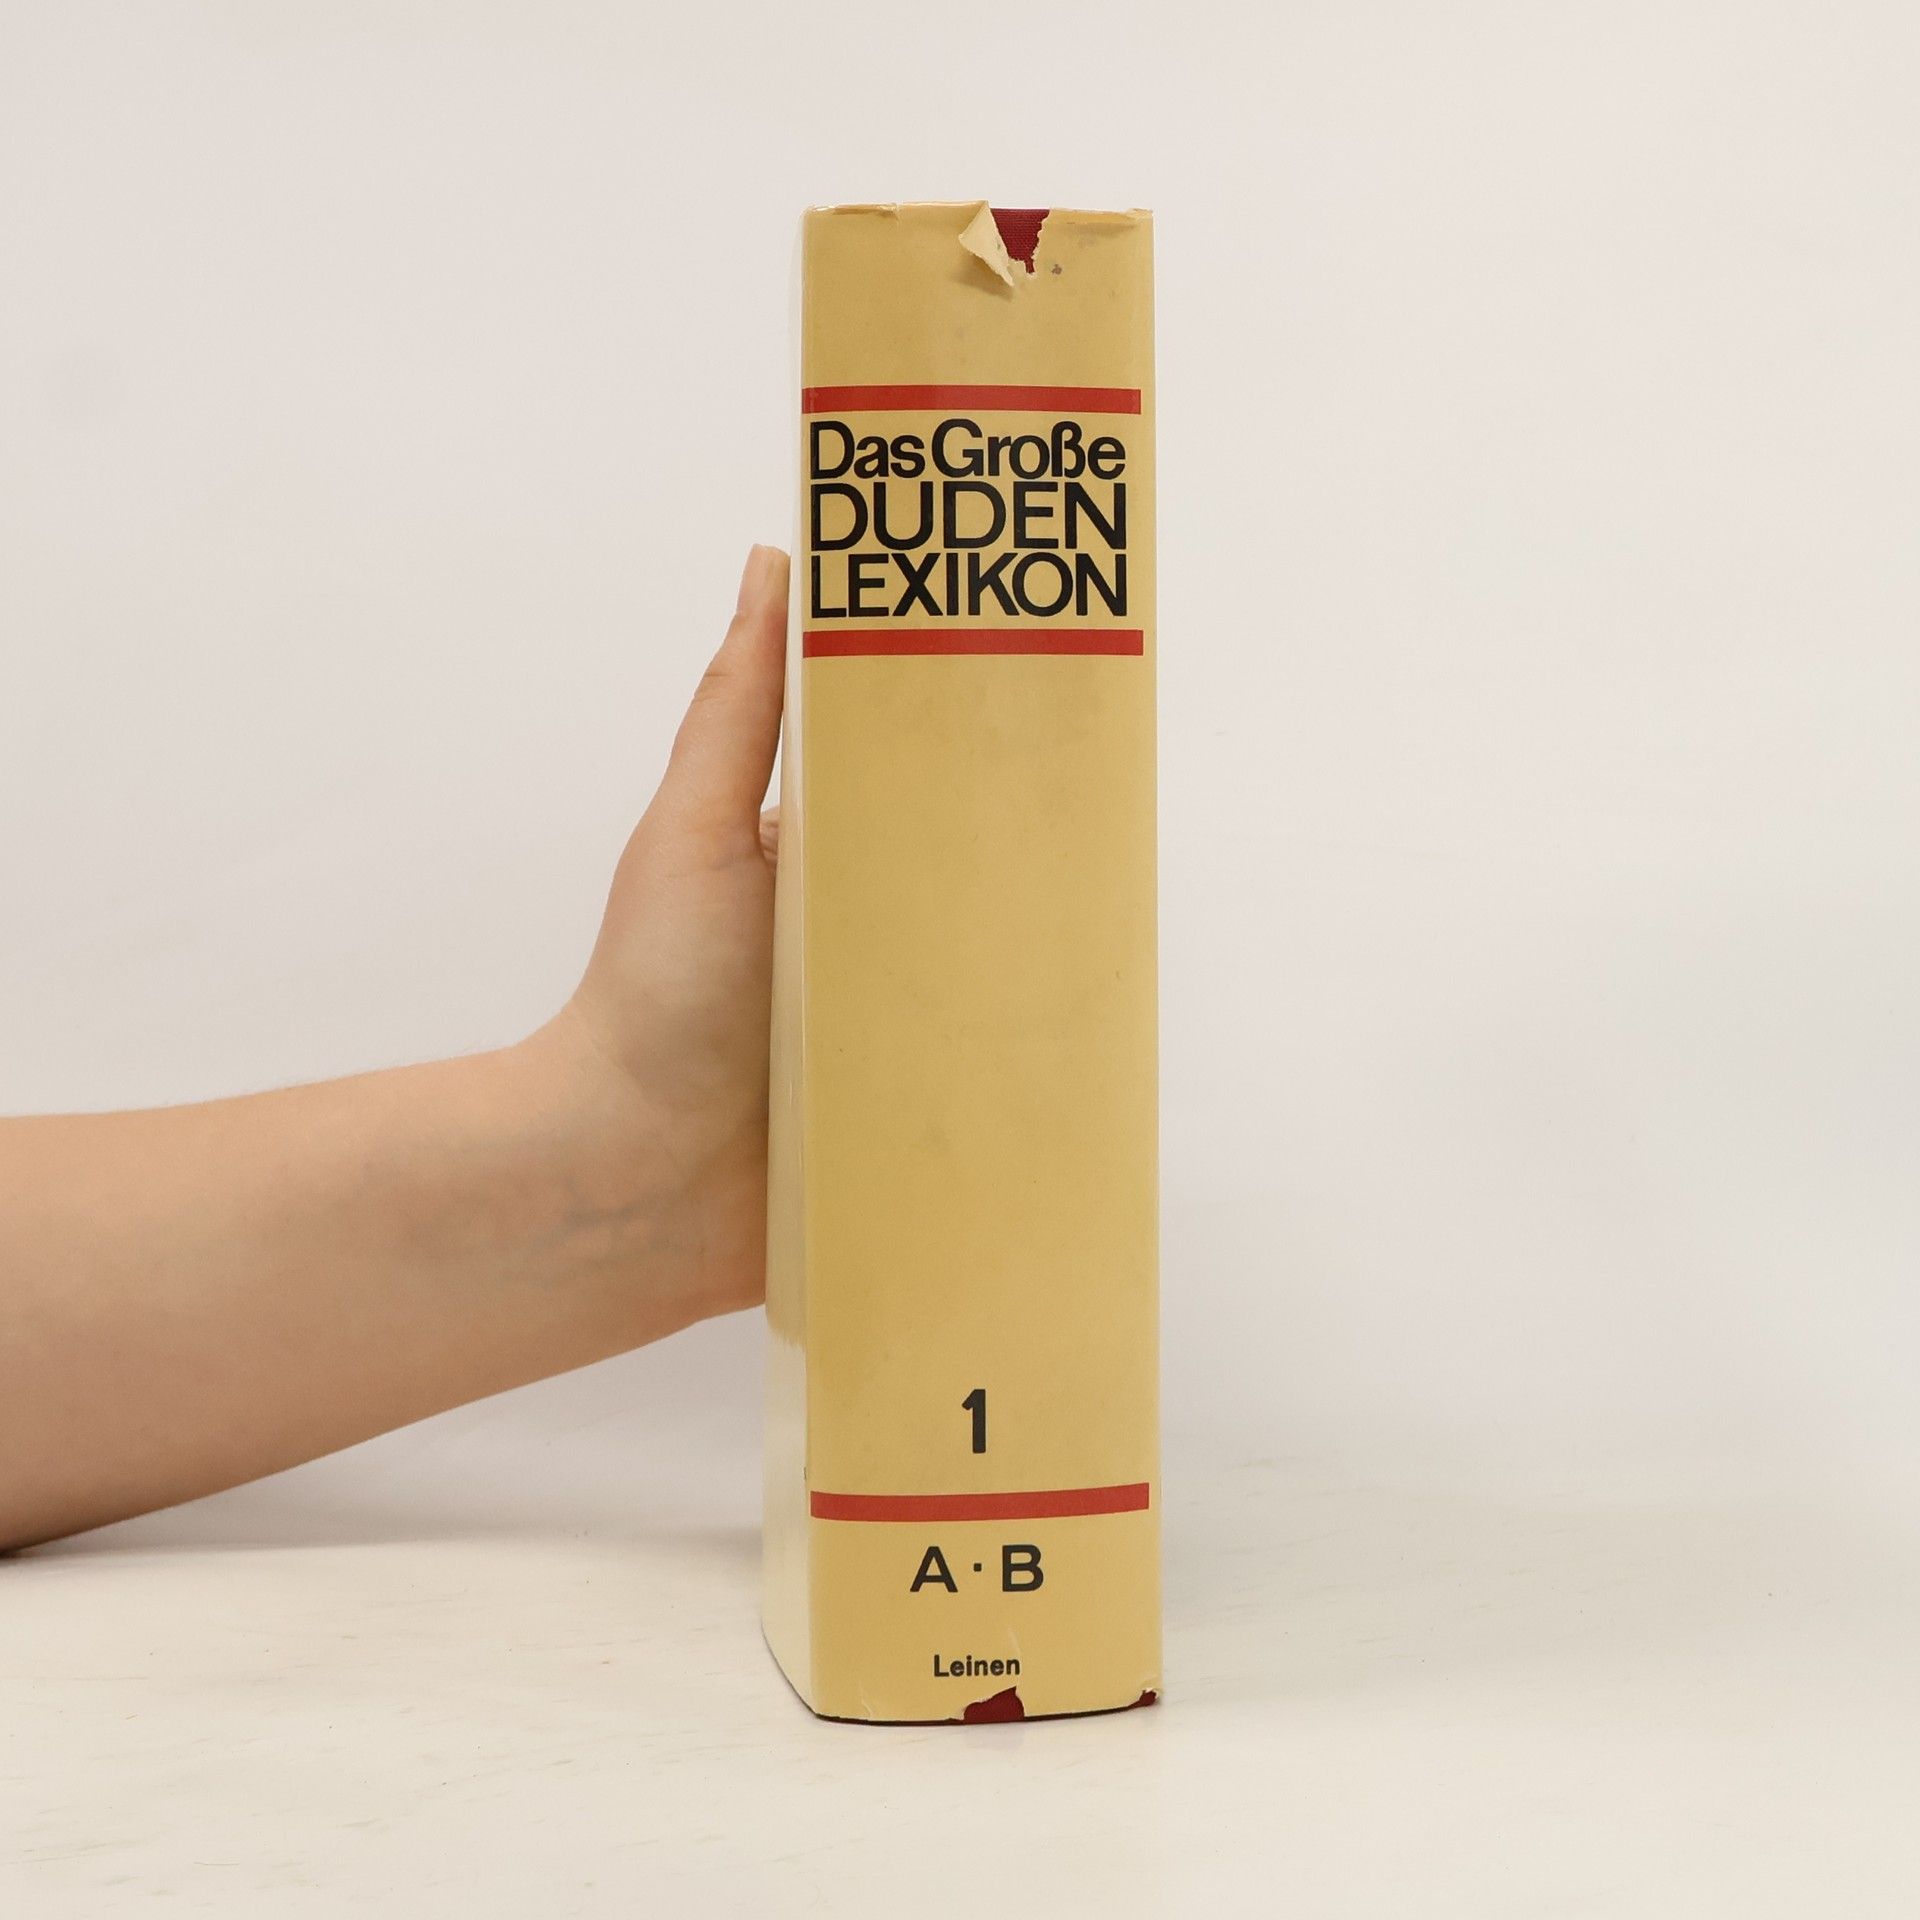 Das Große
DUDEN
LEXIKON
1
A · B
Leinen